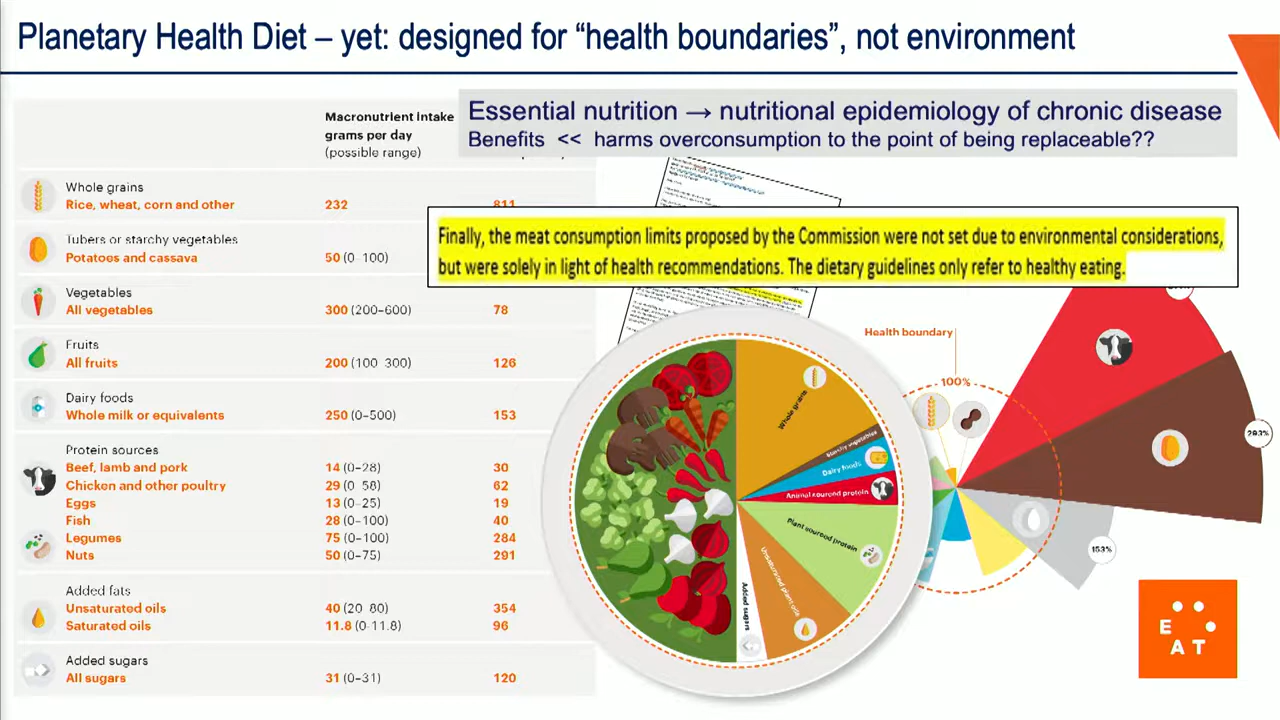 Planetary Health Diet – yet: designed for “health boundaries”, not environment
Essential nutrition → nutritional epidemiology of chronic disease
Benefits << harms overconsumption to the point of being replaceable??
Macronutrient intake
grams per day
(possible range)
Whole grains
Rice, wheat, corn and other 232 811
Finally, the meat consumption limits proposed by the Commission were not set due to environmental considerations,
but were solely in light of health recommendations. The dietary guidelines only refer to healthy eating.
Tubers or starchy vegetables
Potatoes and cassava 50 (0–100)
Vegetables
All vegetables 300 (200–600) 78
Fruits
All fruits 200 (100–300) 126
Dairy foods
Whole milk or equivalents 250 (0–500) 153
Protein sources
Beef, lamb and pork 14 (0–28) 30
Chicken and other poultry 29 (0–58) 62
Eggs 13 (0–25) 19
Fish 28 (0–100) 40
Legumes 75 (0–100) 284
Nuts 50 (0–75) 291
Added fats
Unsaturated oils 40 (20–80) 354
Saturated oils 11.8 (0-11.8) 96
Added sugars
All sugars 31 (0–31) 120
Whole grains
Starchy vegetables
Dairy foods
Animal sourced protein
Plant sourced protein
Unsaturated plant oils
Added sugars
Health boundary
100%
293%
153%
E
AT